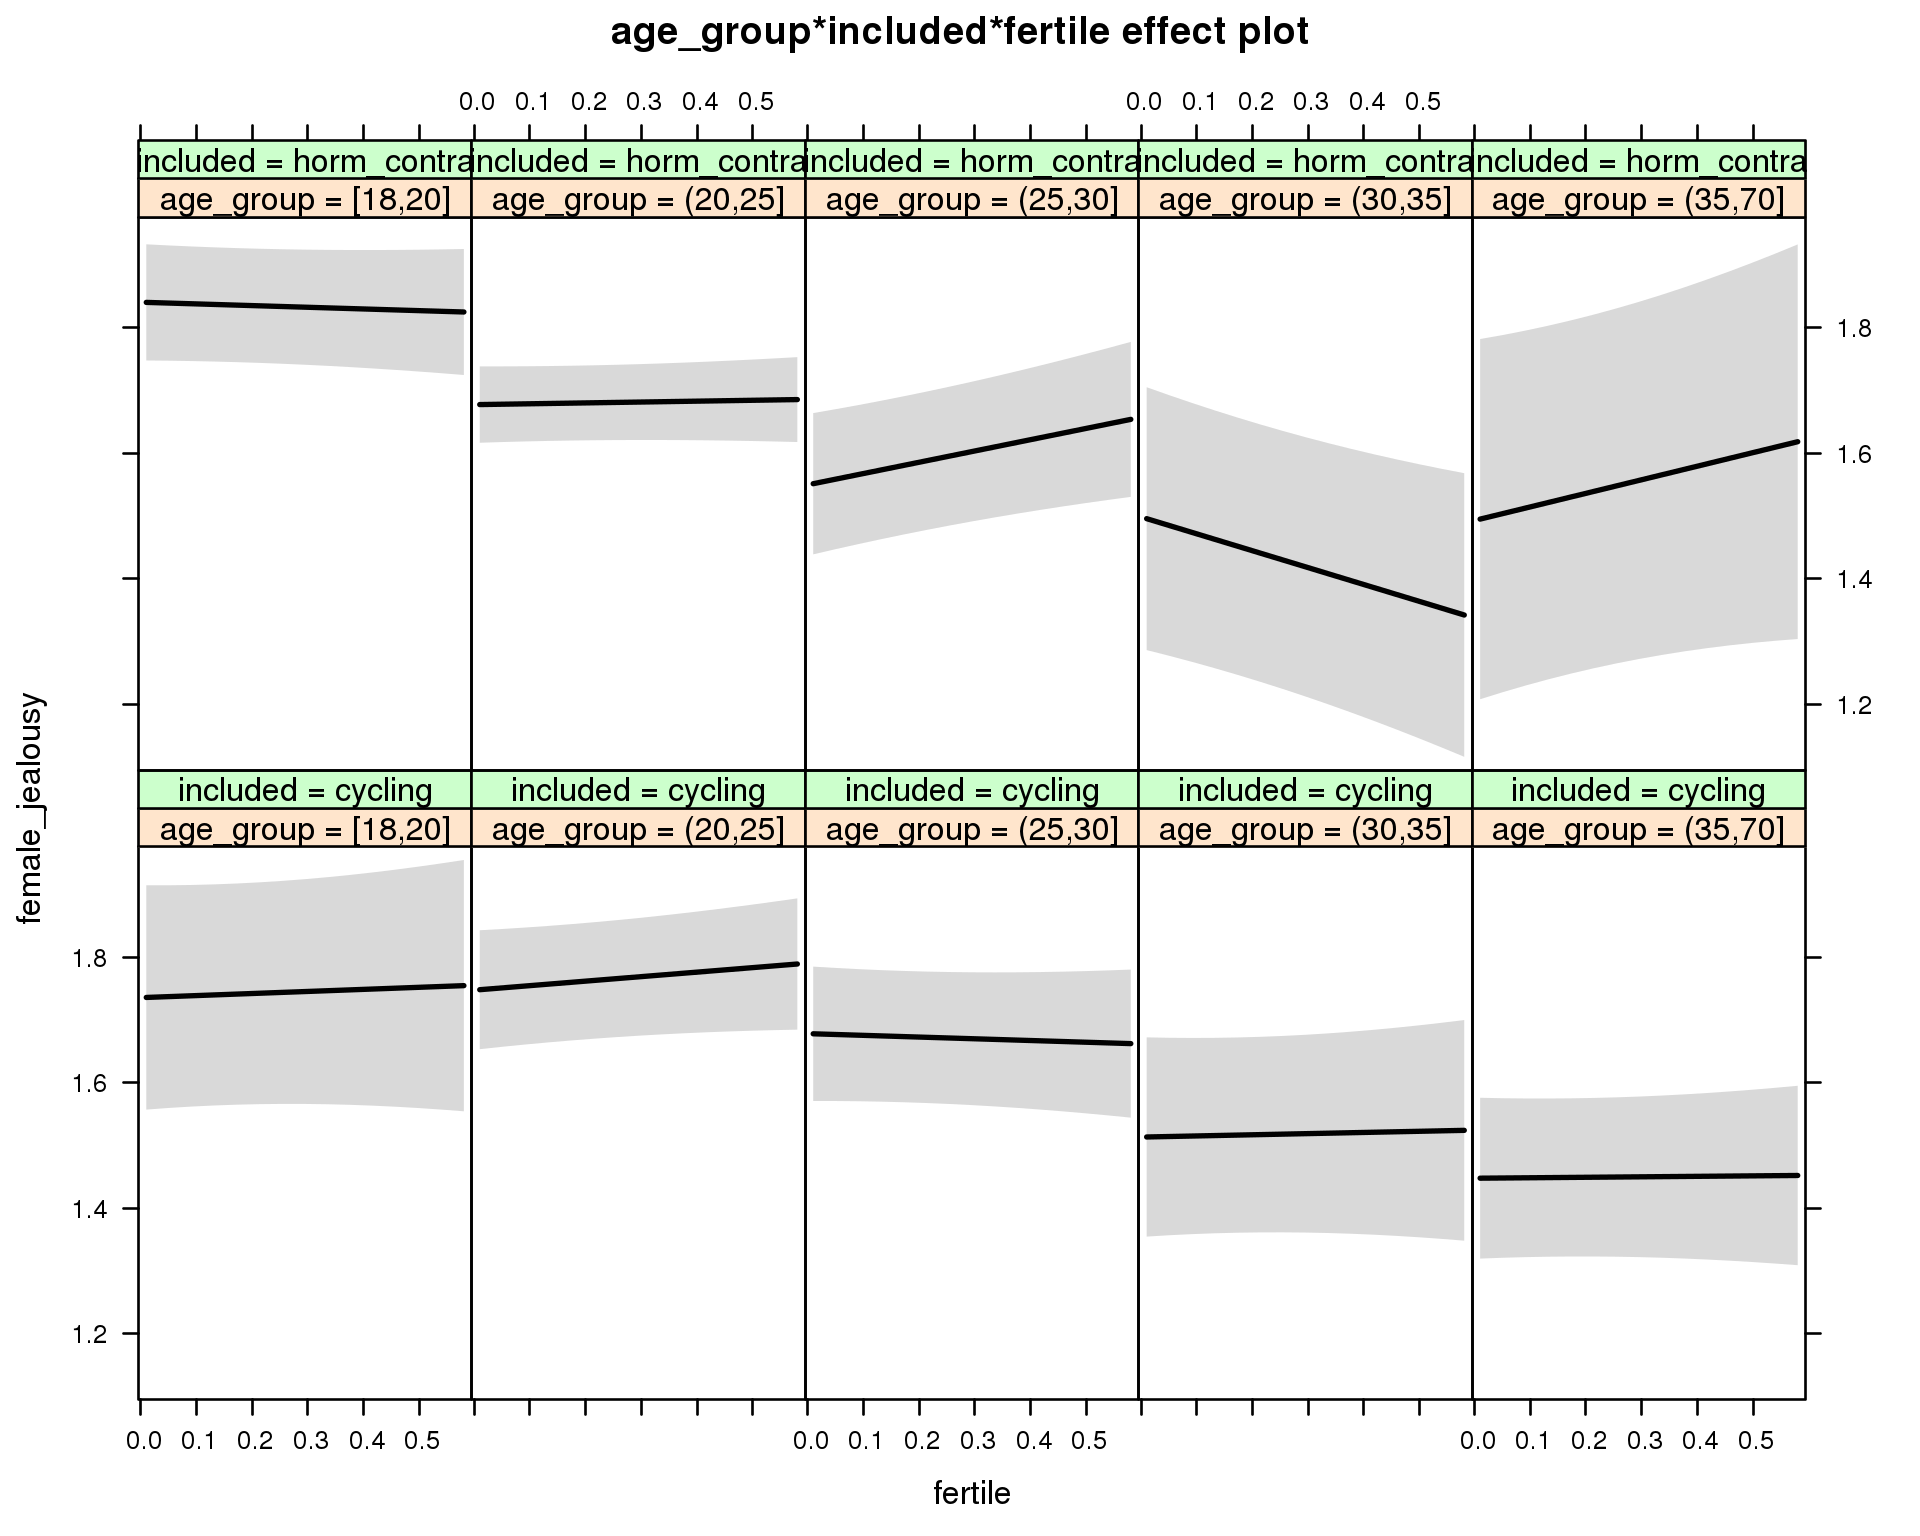 age_group*included*fertile effect plot
0.0 0.1 0.2 0.3 0.4 0.5 0.0 0.1 0.2 0.3 0.4 0.5
included = horm_contra included = horm_contra included = horm_contra included = horm_contra included = horm_contra
age_group = [18,20] age_group = (20,25] age_group = (25,30] age_group = (30,35] age_group = (35,70]
1.8
1.6
1.4
1.2
female_jealousy
included = cycling included = cycling included = cycling included = cycling included = cycling
age_group = [18,20] age_group = (20,25] age_group = (25,30] age_group = (30,35] age_group = (35,70]
1.8
1.6
1.4
1.2
0.0 0.1 0.2 0.3 0.4 0.5 0.0 0.1 0.2 0.3 0.4 0.5 0.0 0.1 0.2 0.3 0.4 0.5
fertile